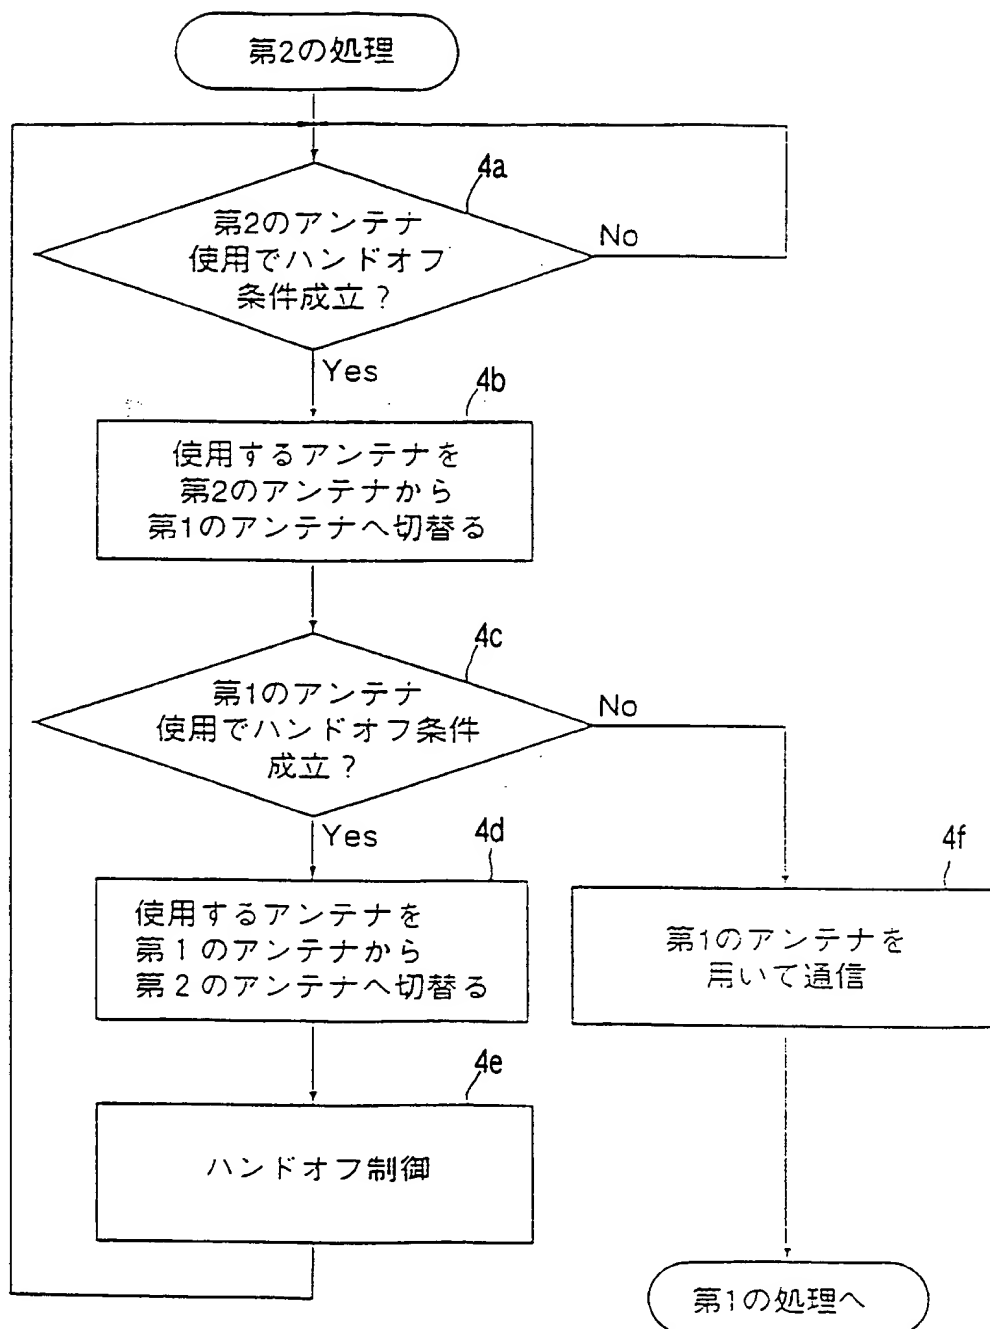 第2の処理
4a
第2のアンテナ
使用でハンドオフ
条件成立？
No
Yes
4b
使用するアンテナを
第2のアンテナから
第1のアンテナへ切替る
4c
第1のアンテナ
使用でハンドオフ条件
成立？
No
Yes
4d
使用するアンテナを
第１のアンテナから
第２のアンテナへ切替る
4f
第1のアンテナを
用いて通信
4e
ハンドオフ制御
第1の処理へ